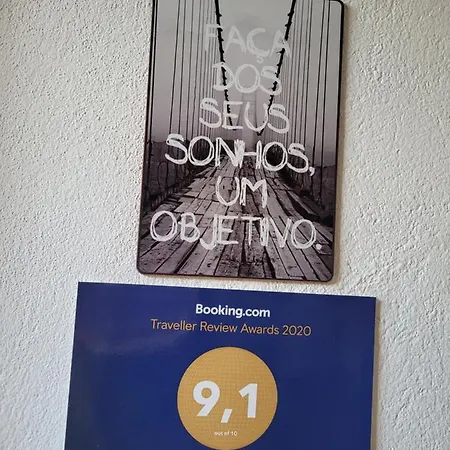 FAÇA
DOS
SEUS
SONHOS,
UM
OBJETIVO.
Booking.com
Traveller Review Awards 2020
9,1
out of 10